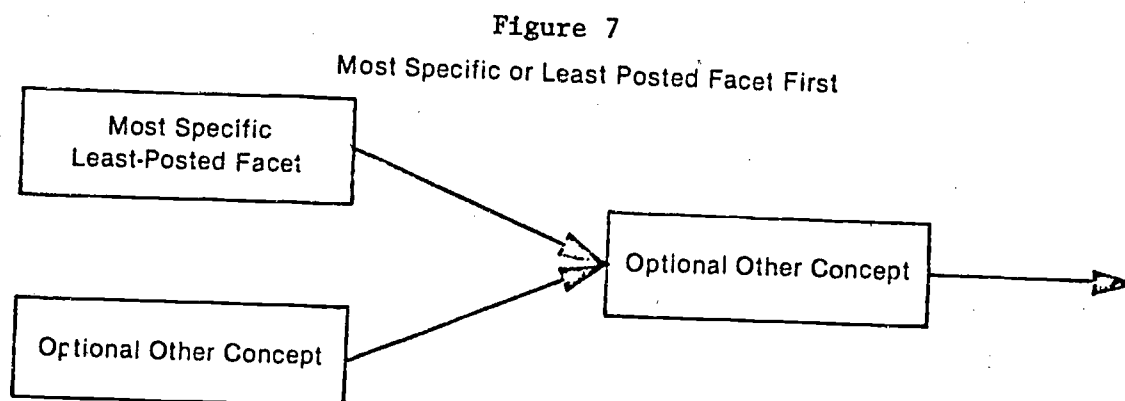 Figure 7
Most Specific or Least Posted Facet First
Most Specific
Least-Posted Facet
Optional Other Concept
Optional Other Concept